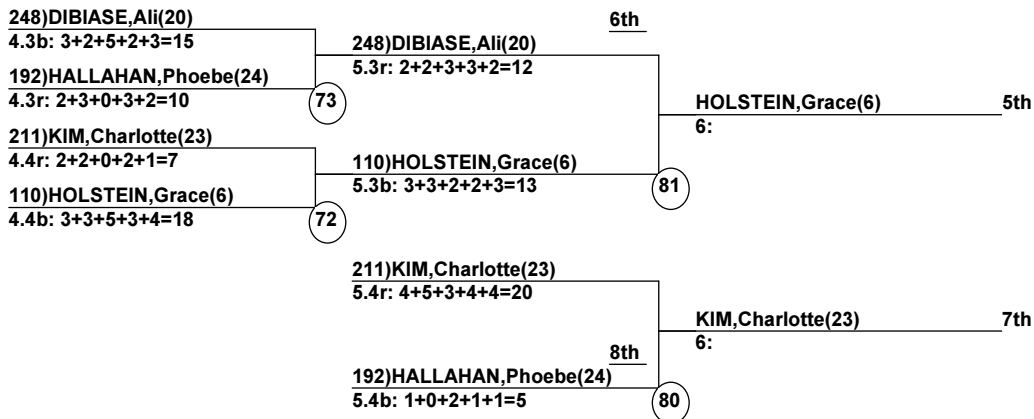 248)DIBIASE,Ali(20)
4.3b: 3+2+5+2+3=15
192)HALLAHAN,Phoebe(24)
4.3r: 2+3+0+3+2=10
73
211)KIM,Charlotte(23)
4.4r: 2+2+0+2+1=7
110)HOLSTEIN,Grace(6)
4.4b: 3+3+5+3+4=18
72
6th
248)DIBIASE,Ali(20)
5.3r: 2+2+3+3+2=12
110)HOLSTEIN,Grace(6)
5.3b: 3+3+2+2+3=13
81
HOLSTEIN,Grace(6) 5th
6:
211)KIM,Charlotte(23)
5.4r: 4+5+3+4+4=20
8th
192)HALLAHAN,Phoebe(24)
5.4b: 1+0+2+1+1=5
80
KIM,Charlotte(23) 7th
6: